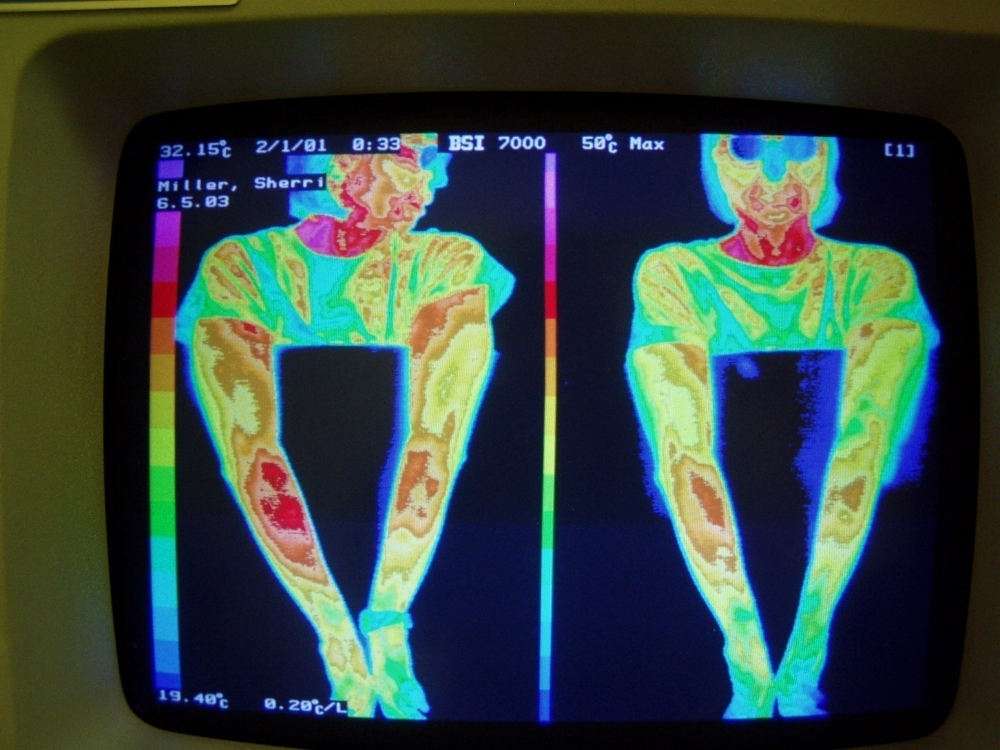 32.15°C 2/1/01 0:33 BSI 7000 50°C Max [1]
Miller, Sherri
6.5.03
19.40°C 0.20°C/L